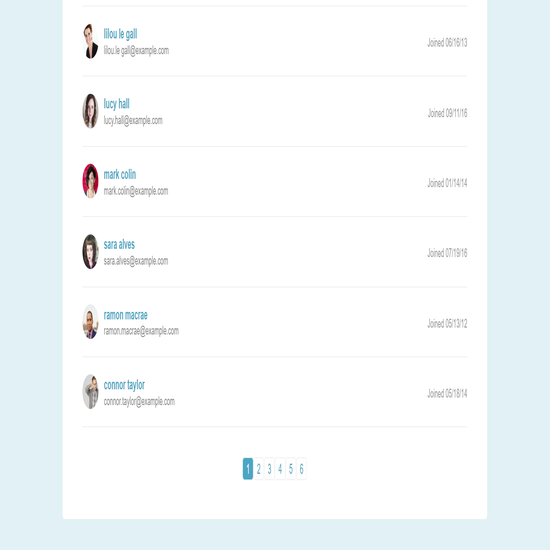 lilou le gall
lilou.le gall@example.com
Joined 06/16/13
lucy hall
lucy.hall@example.com
Joined 09/11/16
mark colin
mark.colin@example.com
Joined 01/14/14
sara alves
sara.alves@example.com
Joined 07/19/16
ramon macrae
ramon.macrae@example.com
Joined 05/13/12
connor taylor
connor.taylor@example.com
Joined 05/18/14
1 2 3 4 5 6